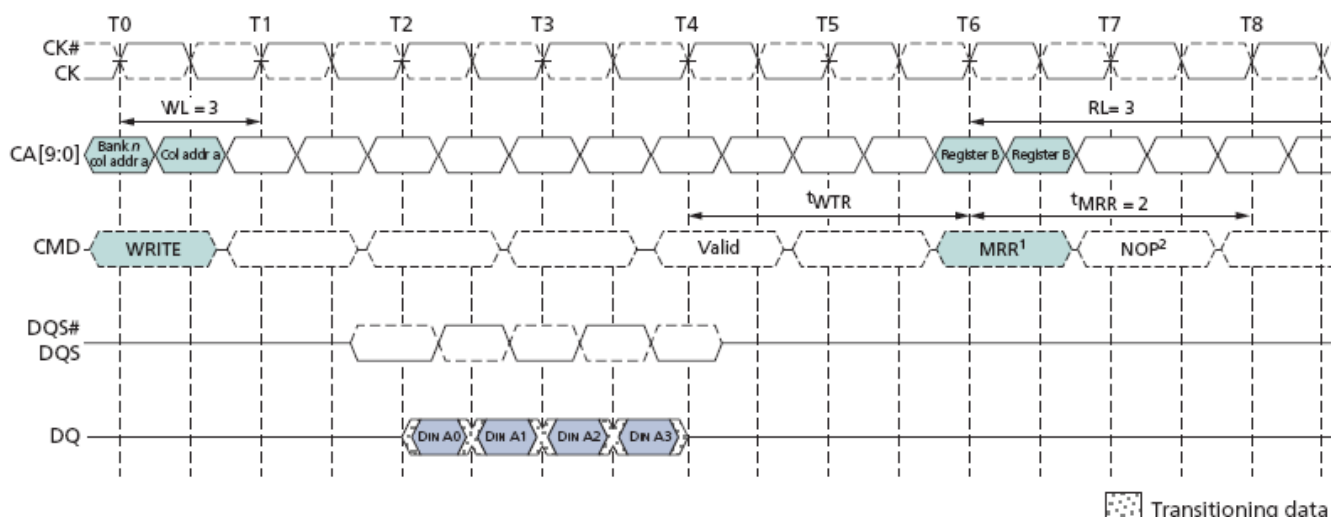 T0 T1 T2 T3 T4 T5 T6 T7 T8
CK#
CK
WL = 3 RL= 3
CA[9:0] Bank n col addr a Col addr a Register B Register B
tWTR tMRR = 2
CMD WRITE Valid MRR1 NOP2
DQS#
DQS
DQ DIN A0 DIN A1 DIN A2 DIN A3
Transitioning data